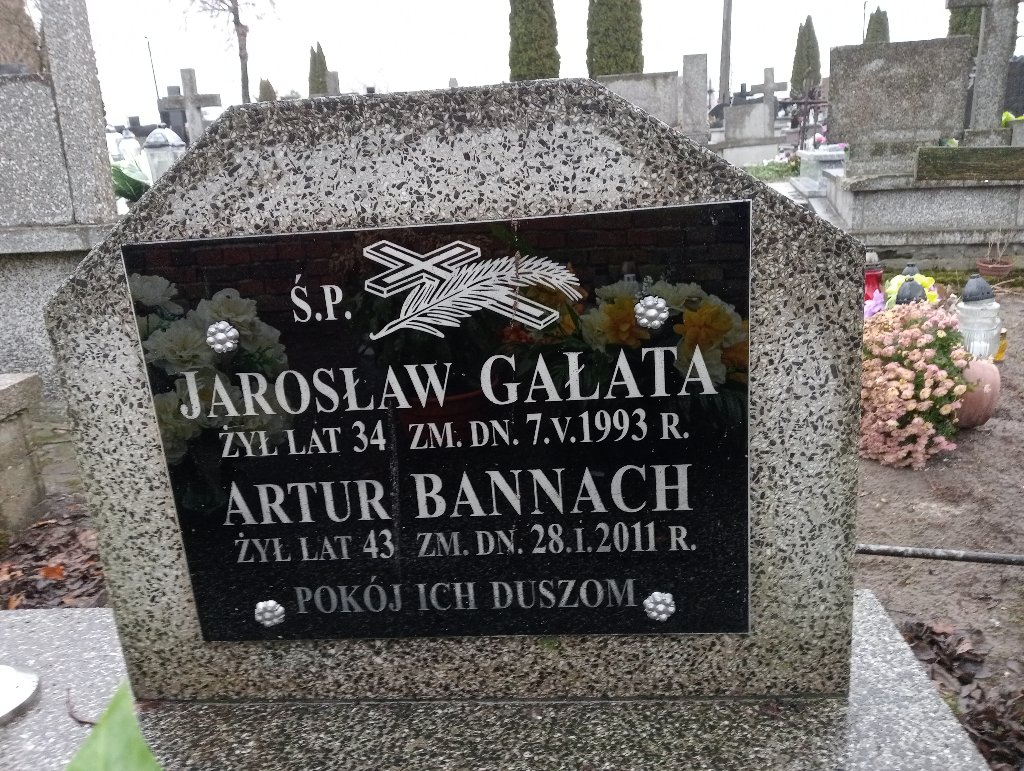 Ś.P.
JAROSŁAW GAŁATA
ŻYŁ LAT 34 ZM. DN. 7.V.1993 R.
ARTUR BANNACH
ŻYŁ LAT 43 ZM. DN. 28.I.2011 R.
POKÓJ ICH DUSZOM